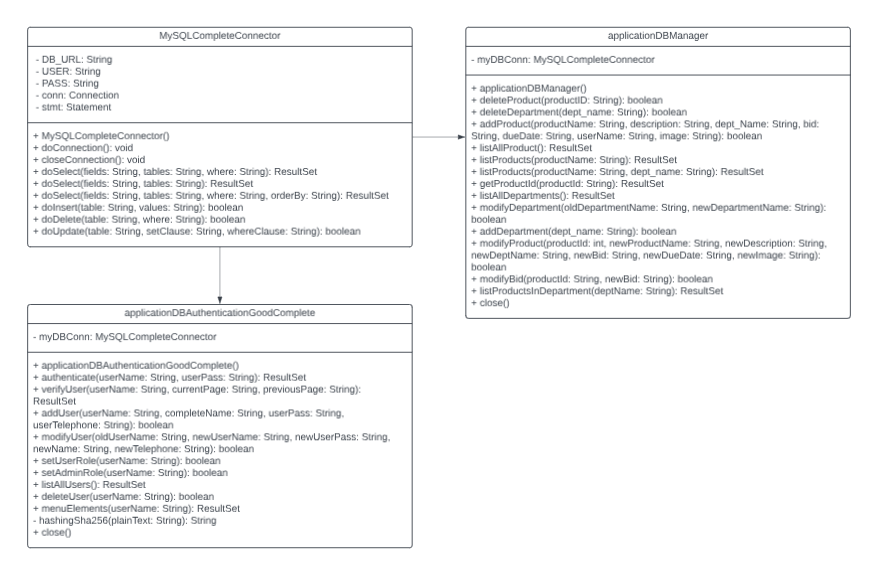 MySQLCompleteConnector
- DB_URL: String
- USER: String
- PASS: String
- conn: Connection
- stmt: Statement
+ MySQLCompleteConnector()
+ doConnection(): void
+ closeConnection(): void
+ doSelect(fields: String, tables: String, where: String): ResultSet
+ doSelect(fields: String, tables: String): ResultSet
+ doSelect(fields: String, tables: String, where: String, orderBy: String): ResultSet
+ doInsert(table: String, values: String): boolean
+ doDelete(table: String, where: String): boolean
+ doUpdate(table: String, setClause: String, whereClause: String): boolean
applicationDBManager
- myDBConn: MySQLCompleteConnector
+ applicationDBManager()
+ deleteProduct(productID: String): boolean
+ deleteDepartment(dept_name: String): boolean
+ addProduct(productName: String, description: String, dept_Name: String, bid:
String, dueDate: String, userName: String, image: String): boolean
+ listAllProduct(): ResultSet
+ listProducts(productName: String): ResultSet
+ listProducts(productName: String, dept_name: String): ResultSet
+ getProductId(productId: String): ResultSet
+ listAllDepartments(): ResultSet
+ modifyDepartment(oldDepartmentName: String, newDepartmentName: String):
boolean
+ addDepartment(dept_name: String): boolean
+ modifyProduct(productId: int, newProductName: String, newDescription: String,
newDeptName: String, newBid: String, newDueDate: String, newImage: String):
boolean
+ modifyBid(productId: String, newBid: String): boolean
+ listProductsInDepartment(deptName: String): ResultSet
+ close()
applicationDBAuthenticationGoodComplete
- myDBConn: MySQLCompleteConnector
+ applicationDBAuthenticationGoodComplete()
+ authenticate(userName: String, userPass: String): ResultSet
+ verifyUser(userName: String, currentPage: String, previousPage: String):
ResultSet
+ addUser(userName: String, completeName: String, userPass: String,
userTelephone: String): boolean
+ modifyUser(oldUserName: String, newUserName: String, newUserPass: String,
newName: String, newTelephone: String): boolean
+ setUserRole(userName: String): boolean
+ setAdminRole(userName: String): boolean
+ listAllUsers(): ResultSet
+ deleteUser(userName: String): boolean
+ menuElements(userName: String): ResultSet
- hashingSha256(plainText: String): String
+ close()